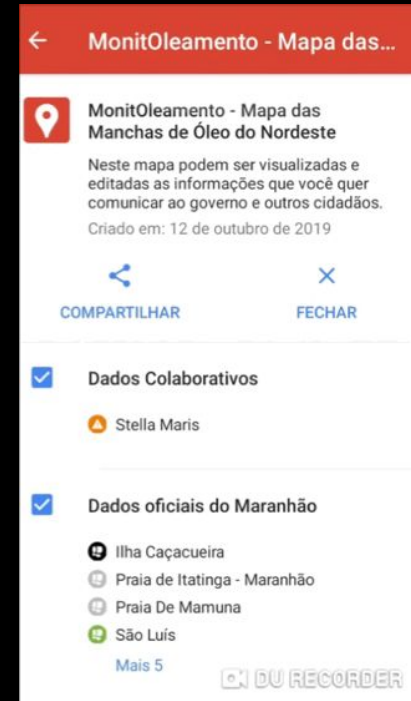 MonitOleamento - Mapa das...
MonitOleamento - Mapa das
Manchas de Óleo do Nordeste
Neste mapa podem ser visualizadas e
editadas as informações que você quer
comunicar ao governo e outros cidadãos.
Criado em: 12 de outubro de 2019
COMPARTILHAR
FECHAR
Dados Colaborativos
Stella Maris
Dados oficiais do Maranhão
Ilha Caçacueira
Praia de Itatinga - Maranhão
Praia De Mamuna
São Luís
Mais 5
DU RECORDER